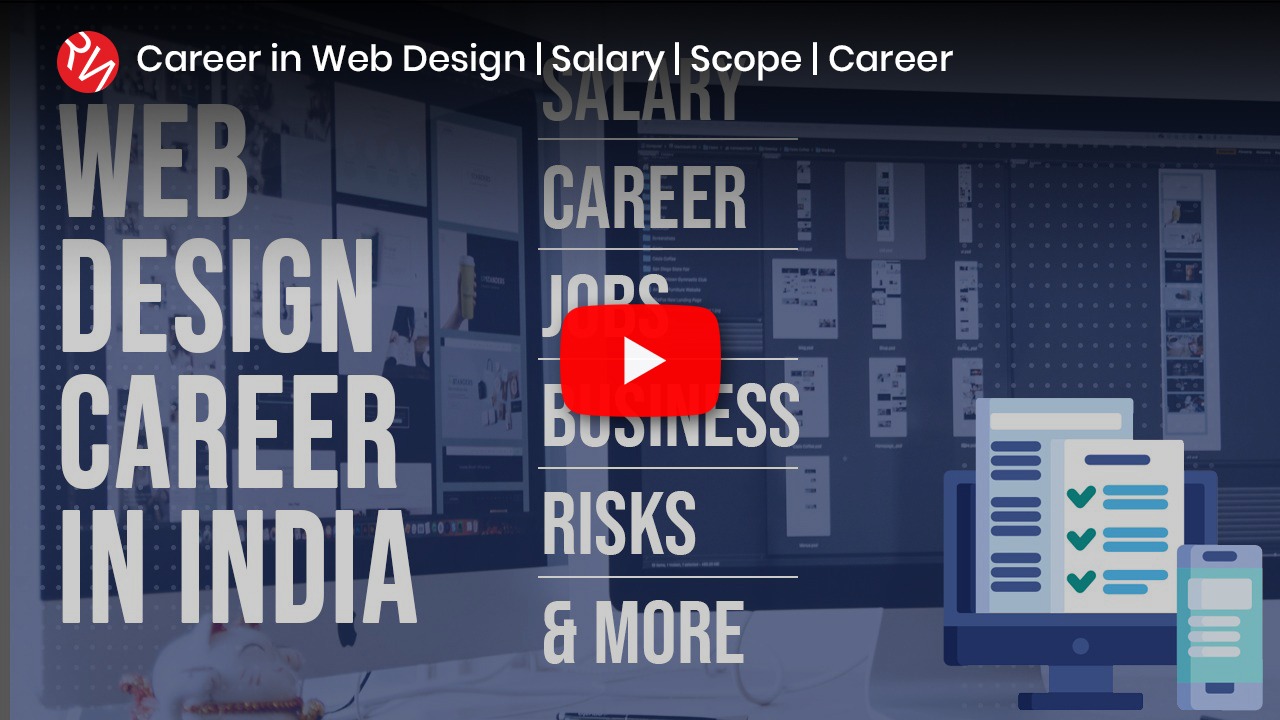 Career in Web Design | Salary | Scope | Career
WEB
DESIGN
CAREER
IN INDIA
SALARY
CAREER
JOBS
BUSINESS
RISKS
& MORE